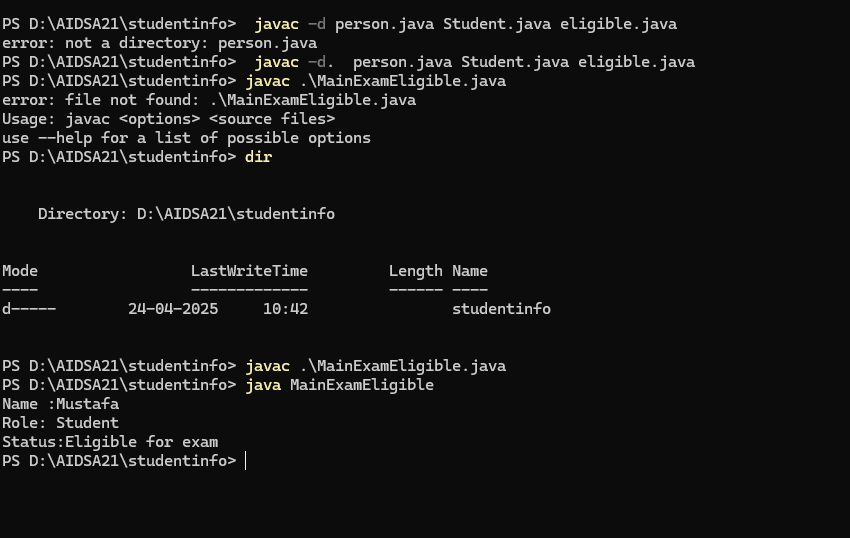 PS D:\AIDSA21\studentinfo>  javac -d person.java Student.java eligible.java
error: not a directory: person.java
PS D:\AIDSA21\studentinfo>  javac -d.  person.java Student.java eligible.java
PS D:\AIDSA21\studentinfo> javac .\MainExamEligible.java
error: file not found: .\MainExamEligible.java
Usage: javac <options> <source files>
use --help for a list of possible options
PS D:\AIDSA21\studentinfo> dir
    Directory: D:\AIDSA21\studentinfo
Mode                 LastWriteTime         Length Name
----                 -------------         ------ ----
d-----        24-04-2025     10:42                studentinfo
PS D:\AIDSA21\studentinfo> javac .\MainExamEligible.java
PS D:\AIDSA21\studentinfo> java MainExamEligible
Name :Mustafa
Role: Student
Status:Eligible for exam
PS D:\AIDSA21\studentinfo>